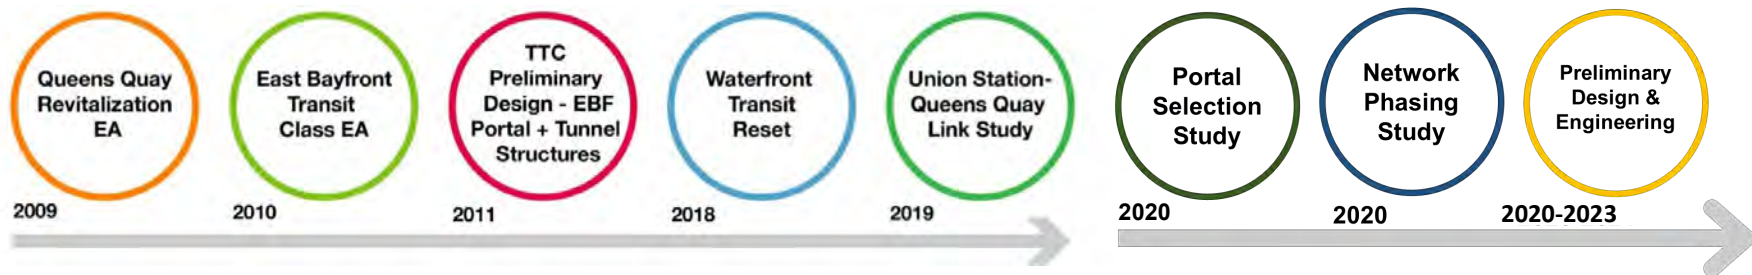 Queens Quay
Revitalization
EA
2009
East Bayfront
Transit
Class EA
2010
TTC
Preliminary
Design - EBF
Portal + Tunnel
Structures
2011
Waterfront
Transit
Reset
2018
Union Station-
Queens Quay
Link Study
2019
Portal
Selection
Study
2020
Network
Phasing
Study
2020
Preliminary
Design &
Engineering
2020-2023